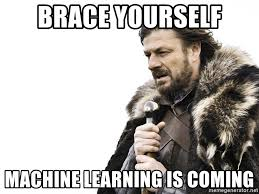 BRACE YOURSELF
MACHINE LEARNING IS COMING
memegenerator.net